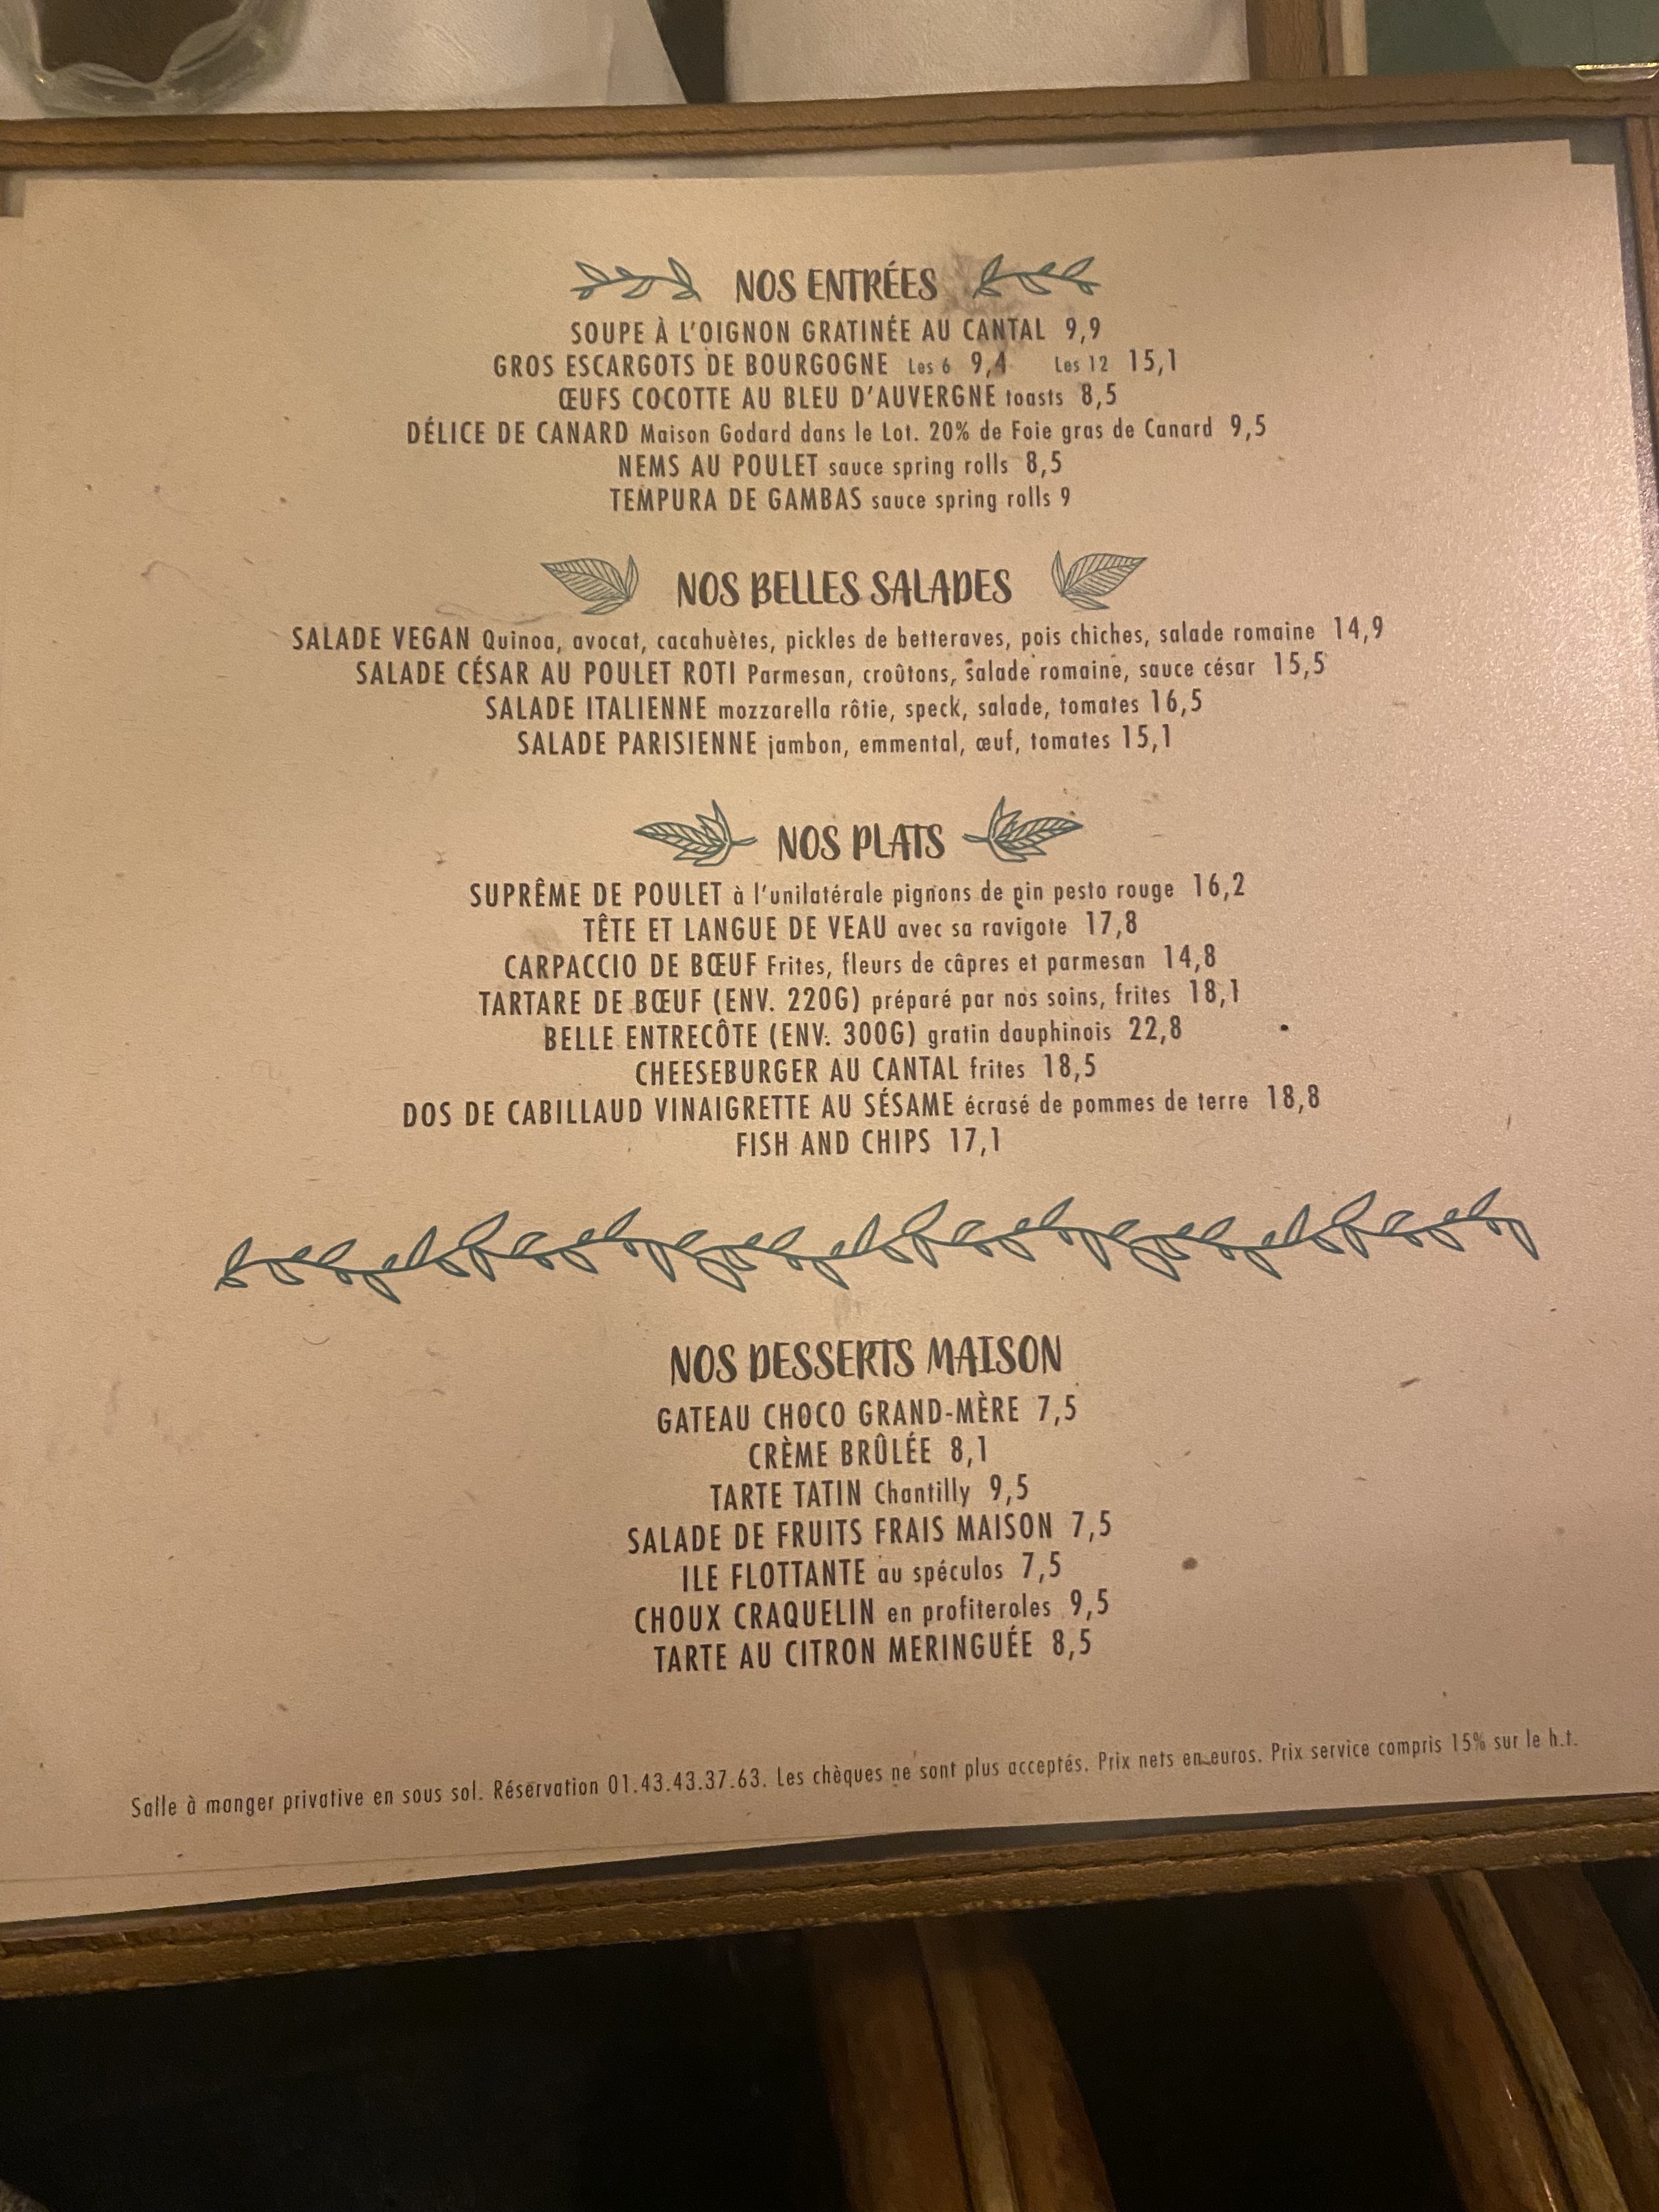 NOS ENTRÉES
SOUPE À L'OIGNON GRATINÉE AU CANTAL 9,9
GROS ESCARGOTS DE BOURGOGNE Les 6 9,4 Les 12 15,1
ŒUFS COCOTTE AU BLEU D'AUVERGNE toasts 8,5
DÉLICE DE CANARD Maison Godard dans le Lot. 20% de Foie gras de Canard 9,5
NEMS AU POULET sauce spring rolls 8,5
TEMPURA DE GAMBAS sauce spring rolls 9
NOS BELLES SALADES
SALADE VEGAN Quinoa, avocat, cacahuètes, pickles de betteraves, pois chiches, salade romaine 14,9
SALADE CÉSAR AU POULET ROTI Parmesan, croûtons, salade romaine, sauce césar 15,5
SALADE ITALIENNE mozzarella rôtie, speck, salade, tomates 16,5
SALADE PARISIENNE jambon, emmental, œuf, tomates 15,1
NOS PLATS
SUPRÊME DE POULET à l'unilatérale pignons de pin pesto rouge 16,2
TÊTE ET LANGUE DE VEAU avec sa ravigote 17,8
CARPACCIO DE BŒUF Frites, fleurs de câpres et parmesan 14,8
TARTARE DE BŒUF (ENV. 220G) préparé par nos soins, frites 18,1
BELLE ENTRECÔTE (ENV. 300G) gratin dauphinois 22,8
CHEESEBURGER AU CANTAL frites 18,5
DOS DE CABILLAUD VINAIGRETTE AU SÉSAME écrasé de pommes de terre 18,8
FISH AND CHIPS 17,1
NOS DESSERTS MAISON
GATEAU CHOCO GRAND-MÈRE 7,5
CRÈME BRÛLÉE 8,1
TARTE TATIN Chantilly 9,5
SALADE DE FRUITS FRAIS MAISON 7,5
ILE FLOTTANTE au spéculos 7,5
CHOUX CRAQUELIN en profiteroles 9,5
TARTE AU CITRON MERINGUÉE 8,5
Salle à manger privative en sous sol. Réservation 01.43.43.37.63. Les chèques ne sont plus acceptés. Prix nets en euros. Prix service compris 15% sur le h.t.